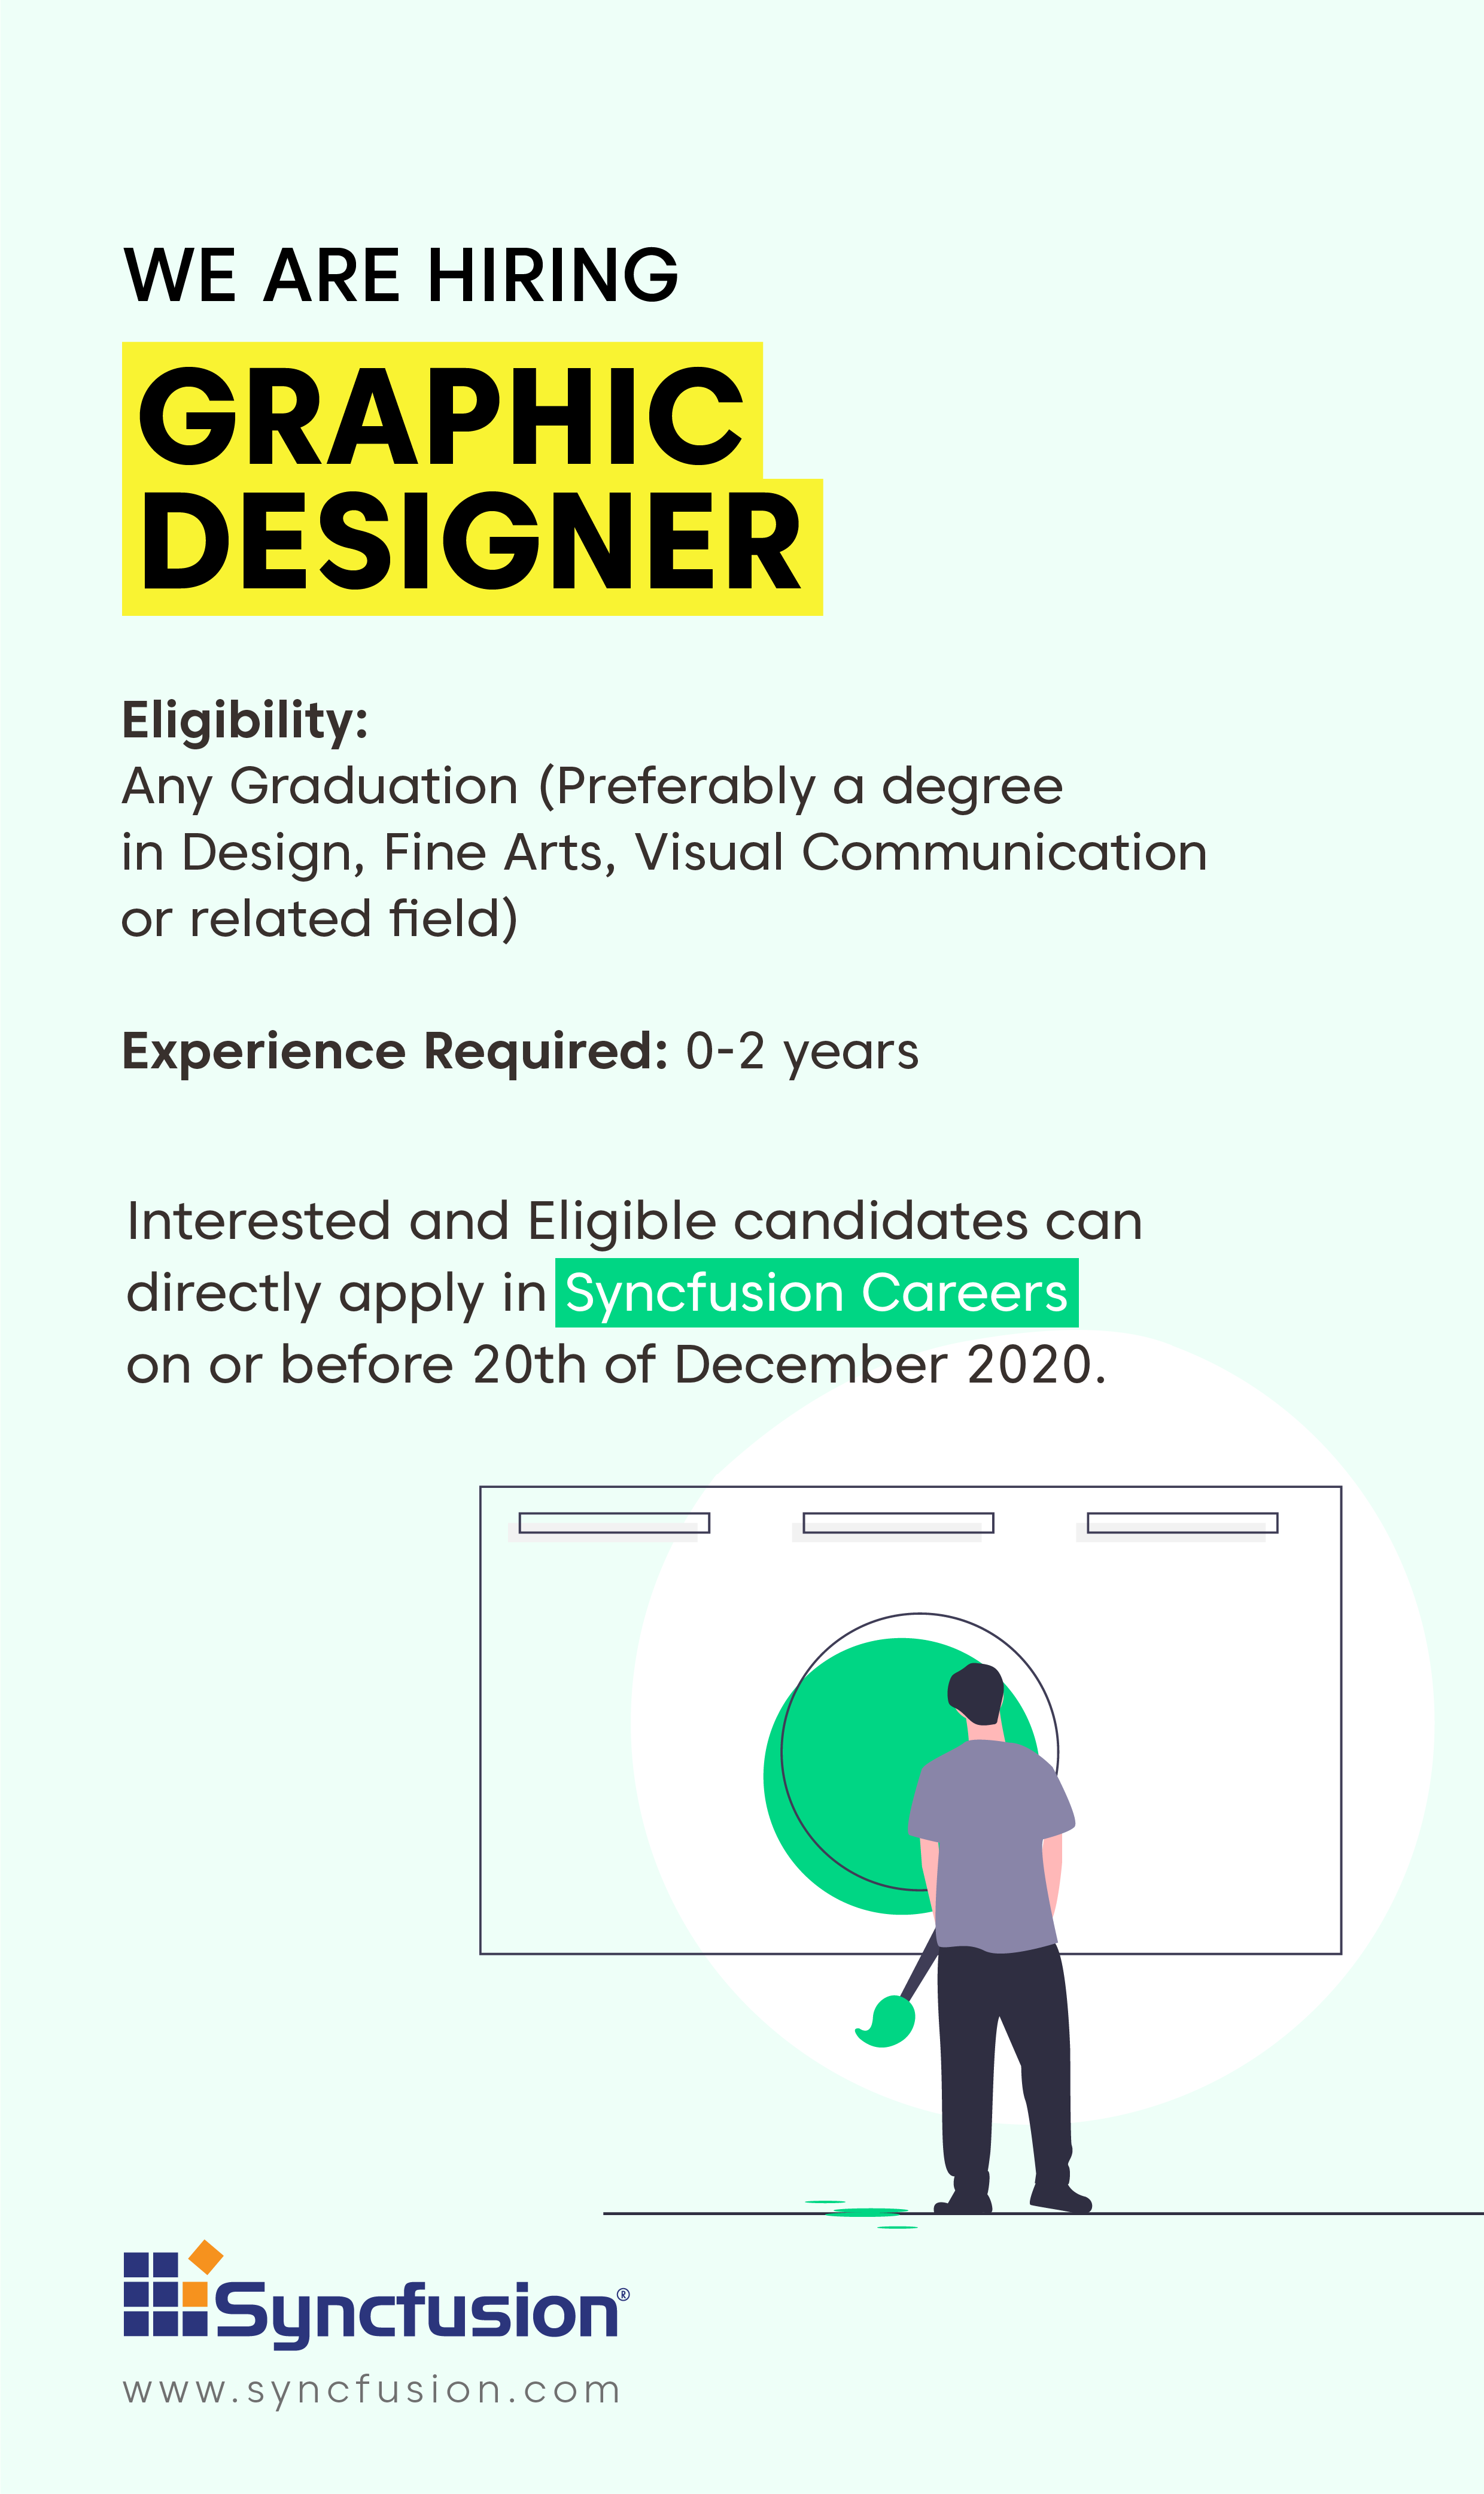 WE ARE HIRING
GRAPHIC
DESIGNER
Eligibility:
Any Graduation (Preferably a degree
in Design, Fine Arts, Visual Communication
or related field)
Experience Required: 0-2 years
Interested and Eligible candidates can
directly apply in Syncfusion Careers
on or before 20th of December 2020.
Syncfusion®
www.syncfusion.com